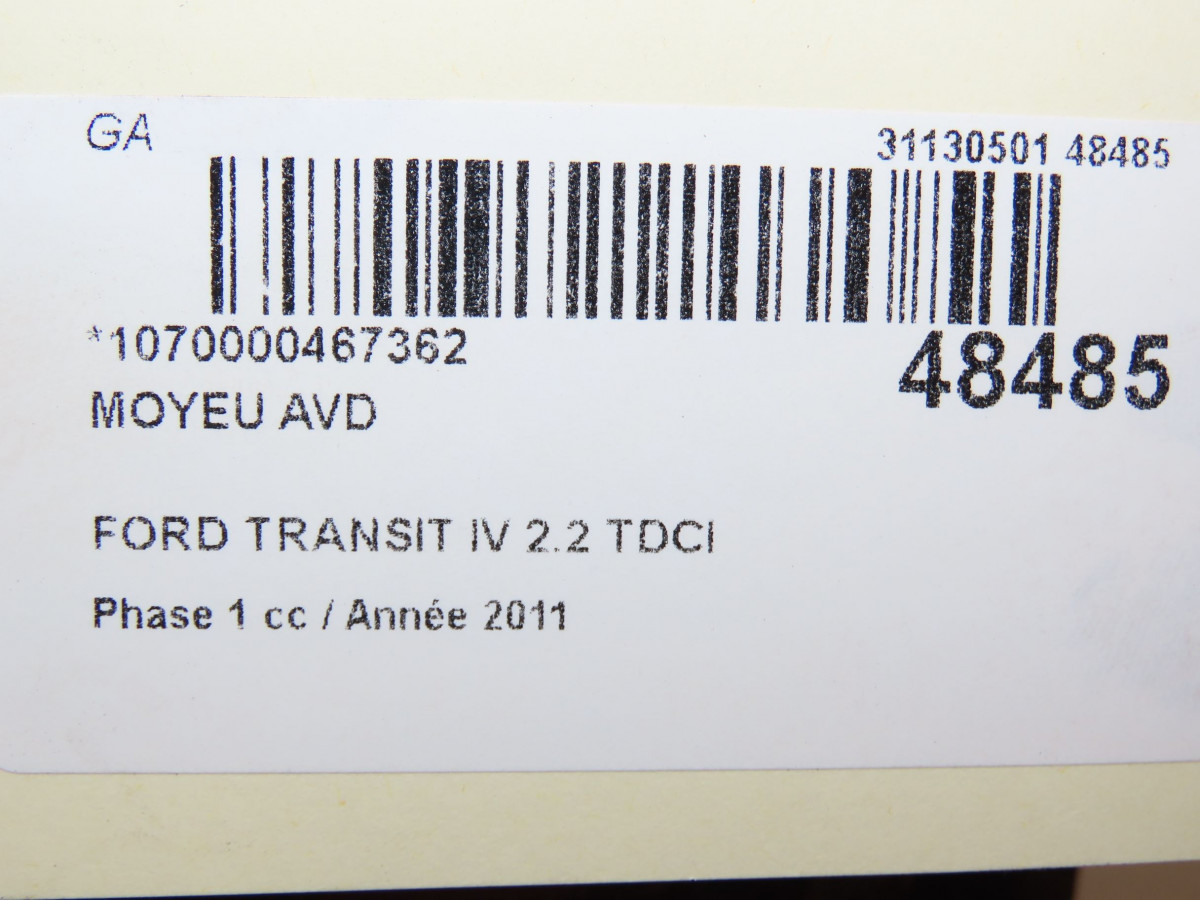 GA
31130501 48485
*1070000467362
48485
MOYEU AVD
FORD TRANSIT IV 2.2 TDCI
Phase 1 cc / Année 2011